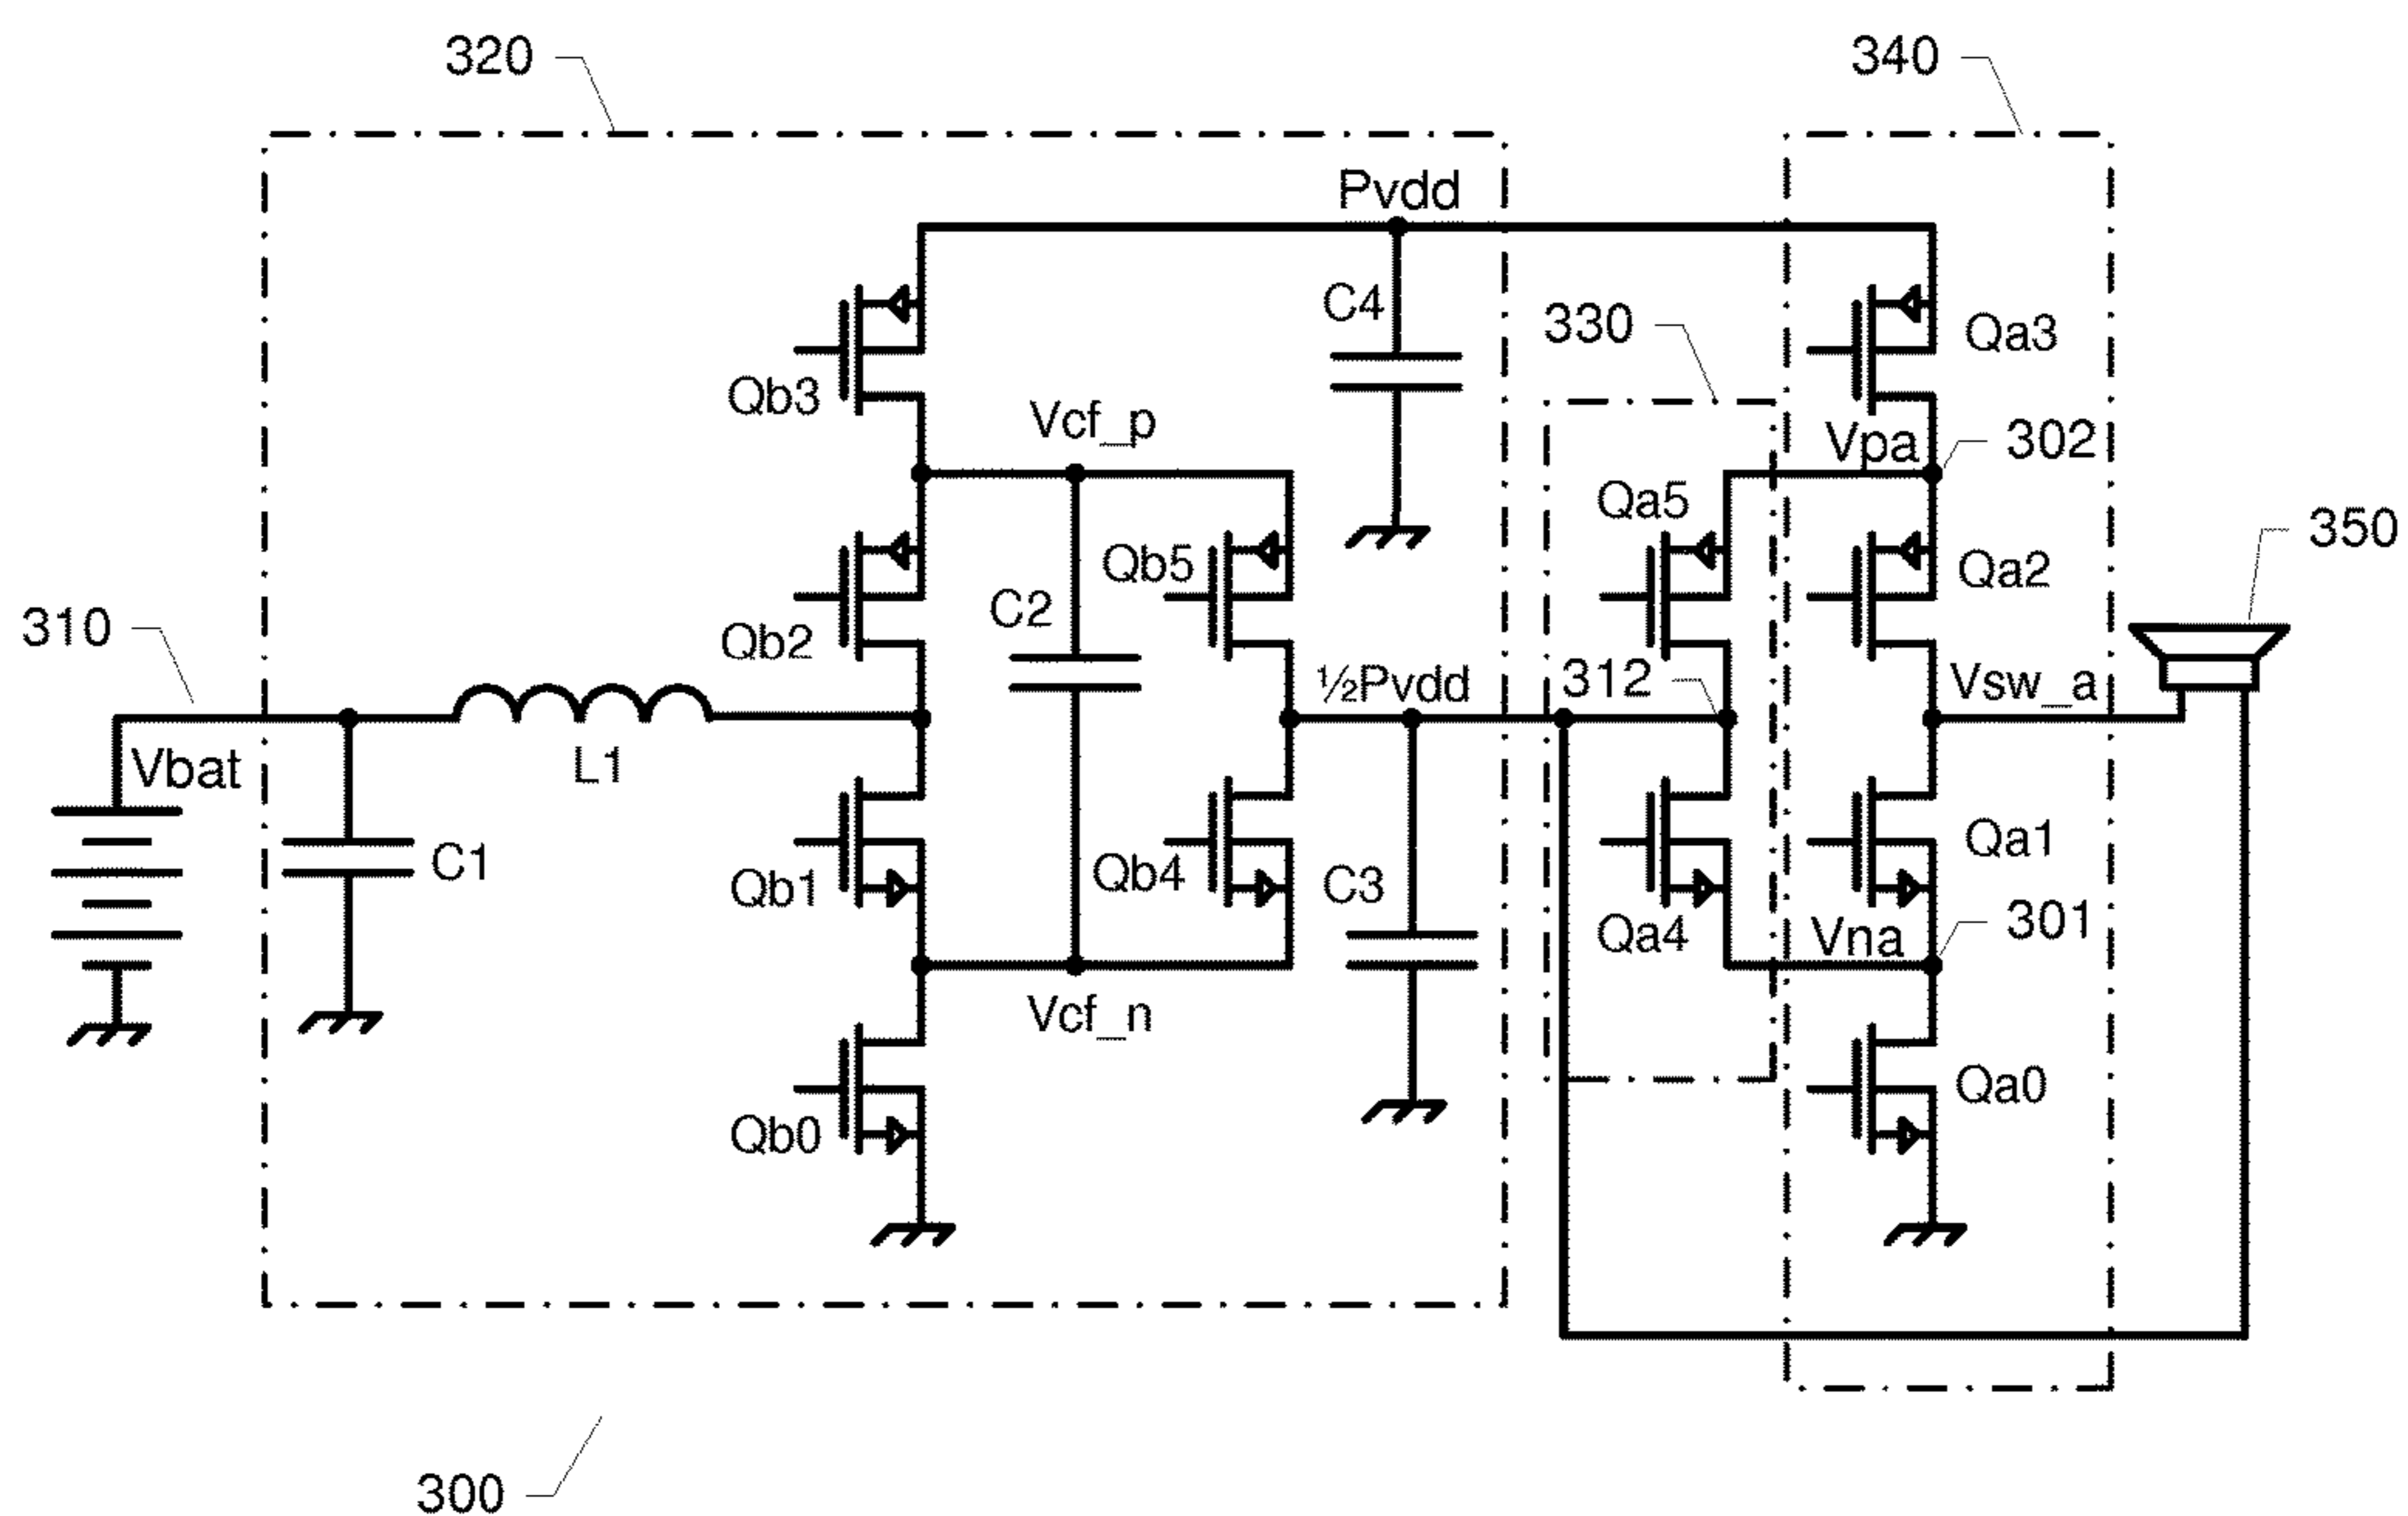 320
340
Pvdd
C4
330
Qa3
Qb3
Vcf_p
Vpa
302
Qa5
350
Qb5
Qa2
C2
310
Qb2
½Pvdd
312
Vsw_a
Vbat
L1
C1
Qb1
Qb4
C3
Qa1
Qa4
Vna
301
Vcf_n
Qb0
Qa0
300